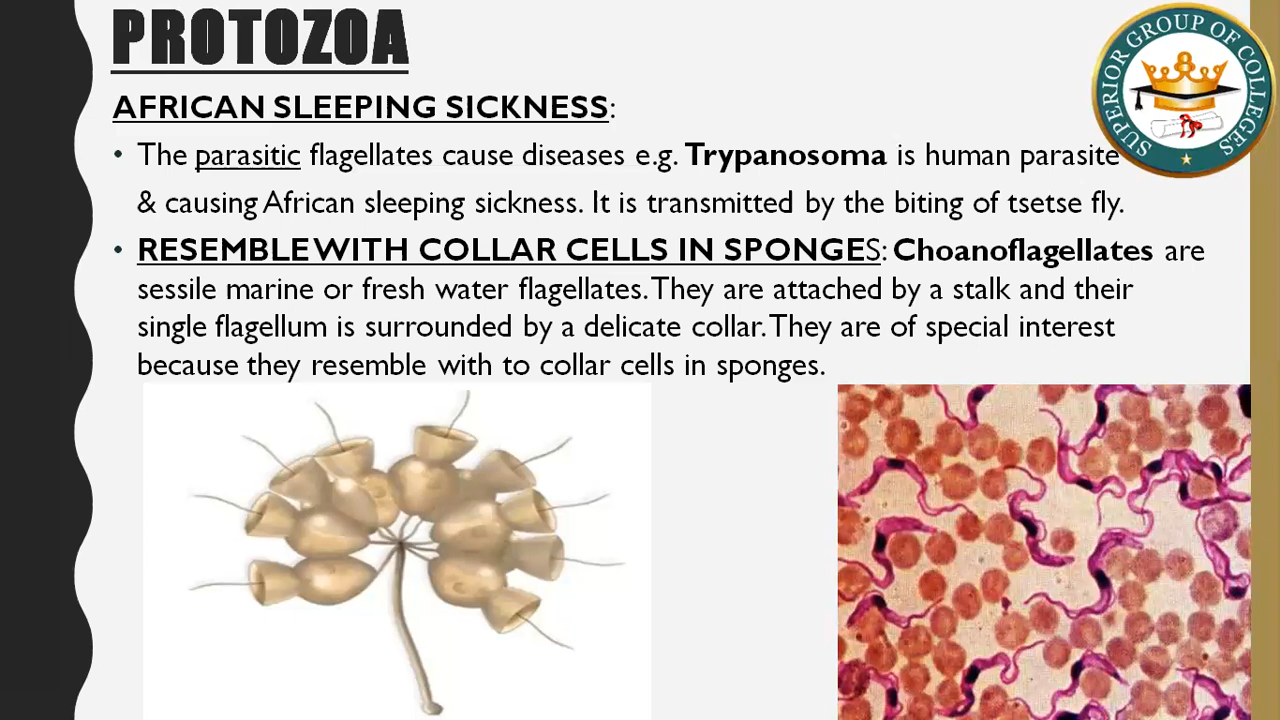 PROTOZOA
AFRICAN SLEEPING SICKNESS:
• The parasitic flagellates cause diseases e.g. Trypanosoma is human parasite
& causing African sleeping sickness. It is transmitted by the biting of tsetse fly.
• RESEMBLE WITH COLLAR CELLS IN SPONGES: Choanoflagellates are
sessile marine or fresh water flagellates. They are attached by a stalk and their
single flagellum is surrounded by a delicate collar. They are of special interest
because they resemble with to collar cells in sponges.
SUPERIOR GROUP OF COLLEGES